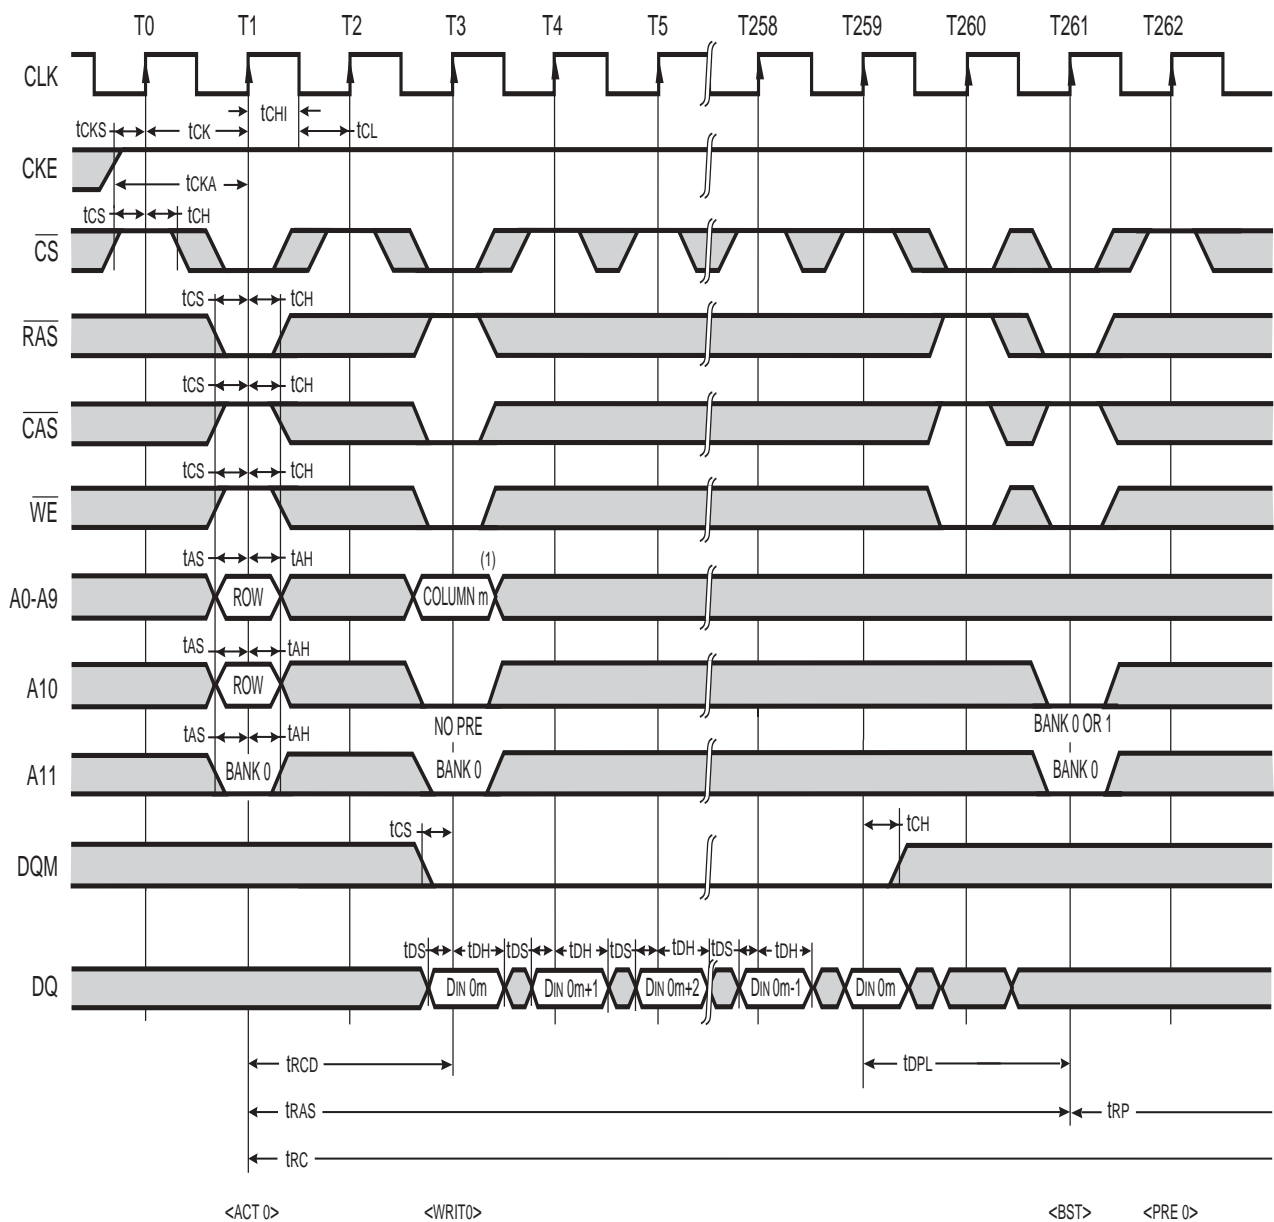 T0 T1 T2 T3 T4 T5 T258 T259 T260 T261 T262
CLK
tCHI
tCKS tCK tCL
CKE
tCKA
tCS tCH
CS
tCS tCH
RAS
tCS tCH
CAS
tCS tCH
WE
tAS tAH (1)
A0-A9 ROW COLUMN m
tAS tAH
A10 ROW
NO PRE BANK 0 OR 1
tAS tAH
A11 BANK 0 BANK 0 BANK 0
tCS tCH
DQM
tDS tDH tDS tDH tDS tDH tDS tDH
DQ DIN 0m DIN 0m+1 DIN 0m+2 DIN 0m-1 DIN 0m
tRCD tDPL
tRAS tRP
tRC
<ACT 0> <WRIT0> <BST> <PRE 0>